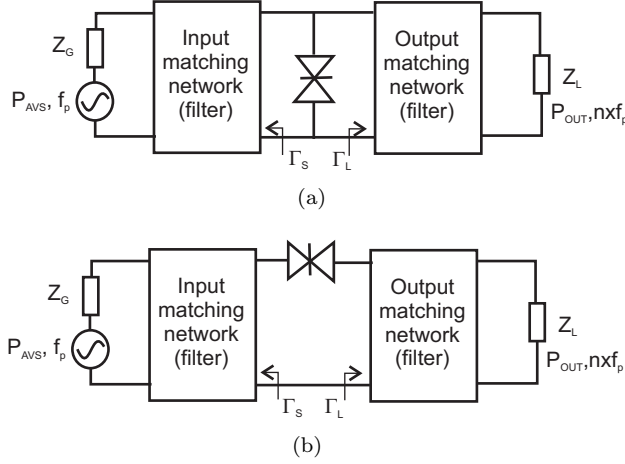 Z_G
P_AVS, f_p
Input
matching
network
(filter)
Γ_S
Γ_L
Output
matching
network
(filter)
Z_L
P_OUT,nxf_p
(a)
Z_G
P_AVS, f_p
Input
matching
network
(filter)
Γ_S
Γ_L
Output
matching
network
(filter)
Z_L
P_OUT,nxf_p
(b)